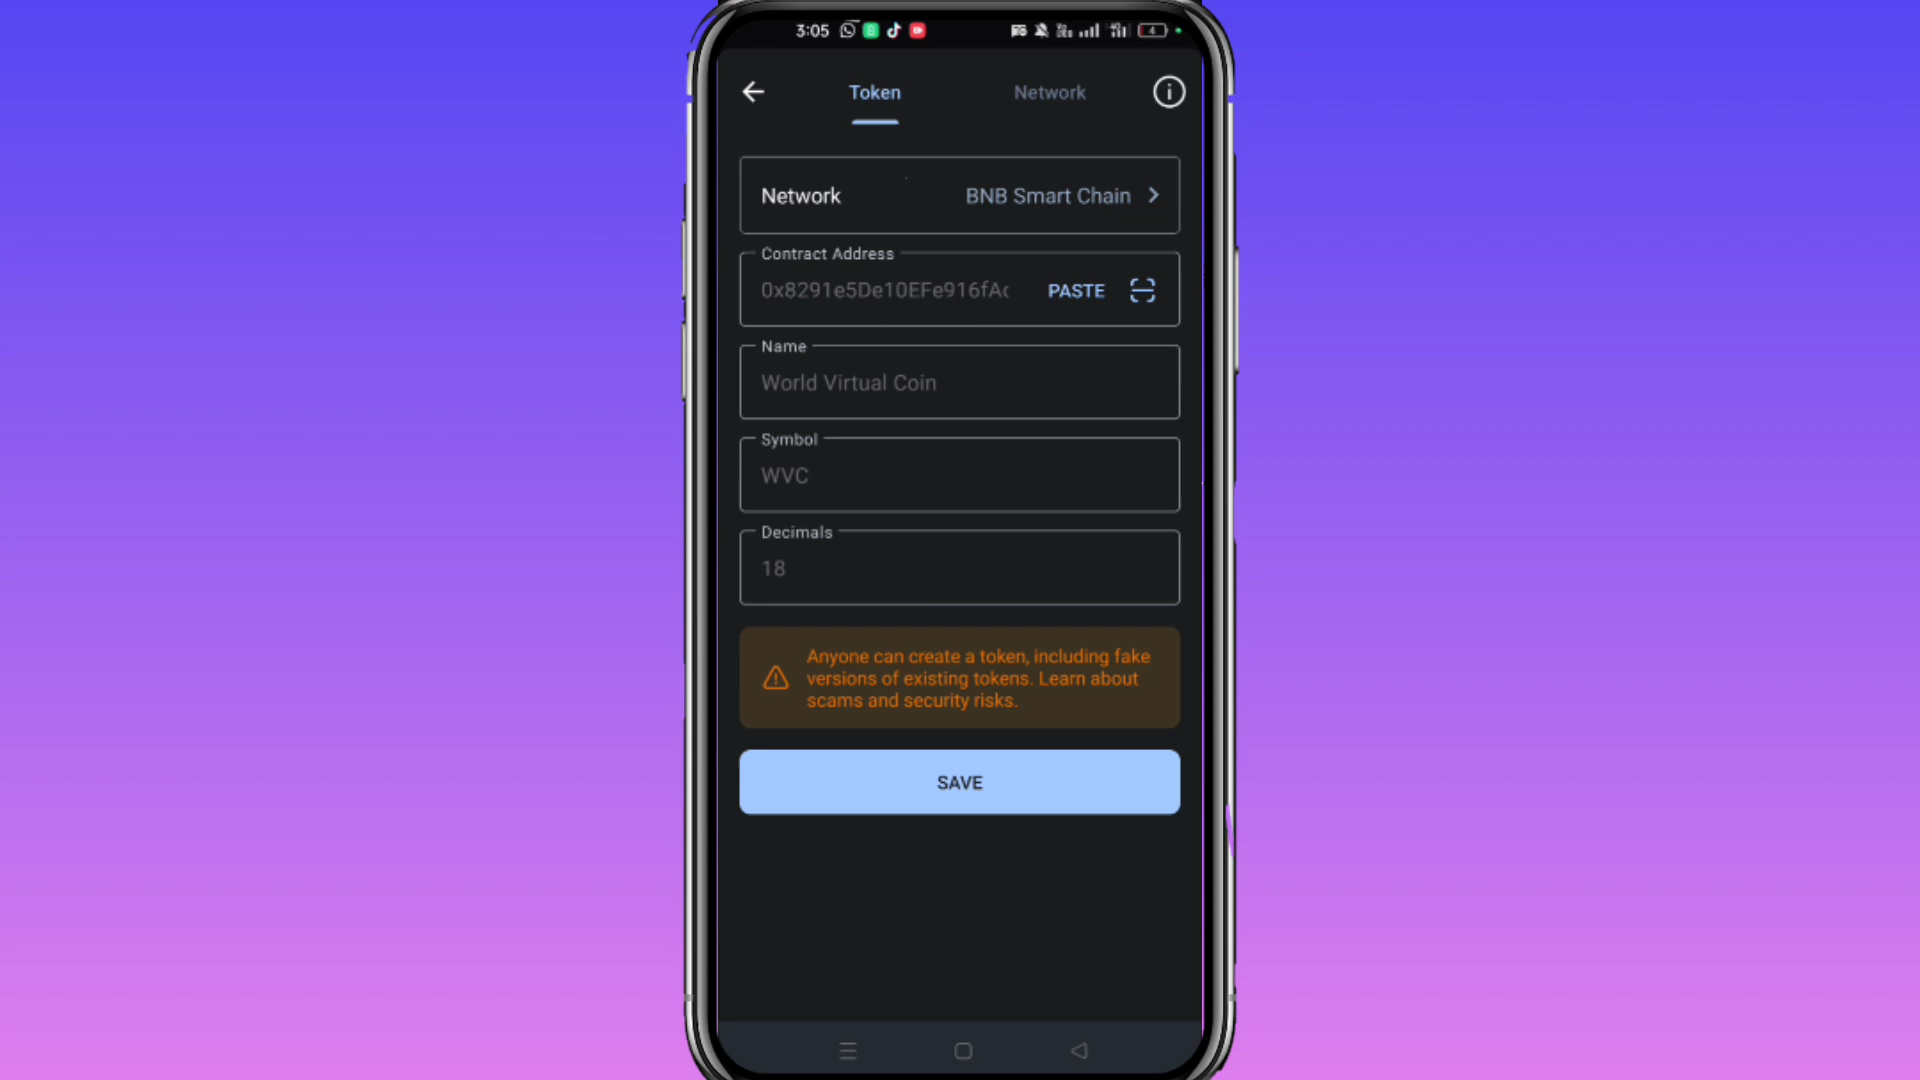 3:05
4
Token
Network
Network
BNB Smart Chain
Contract Address
0x8291e5De10EFe916fA
PASTE
Name
World Virtual Coin
Symbol
WVC
Decimals
18
Anyone can create a token, including fake
versions of existing tokens. Learn about
scams and security risks.
SAVE